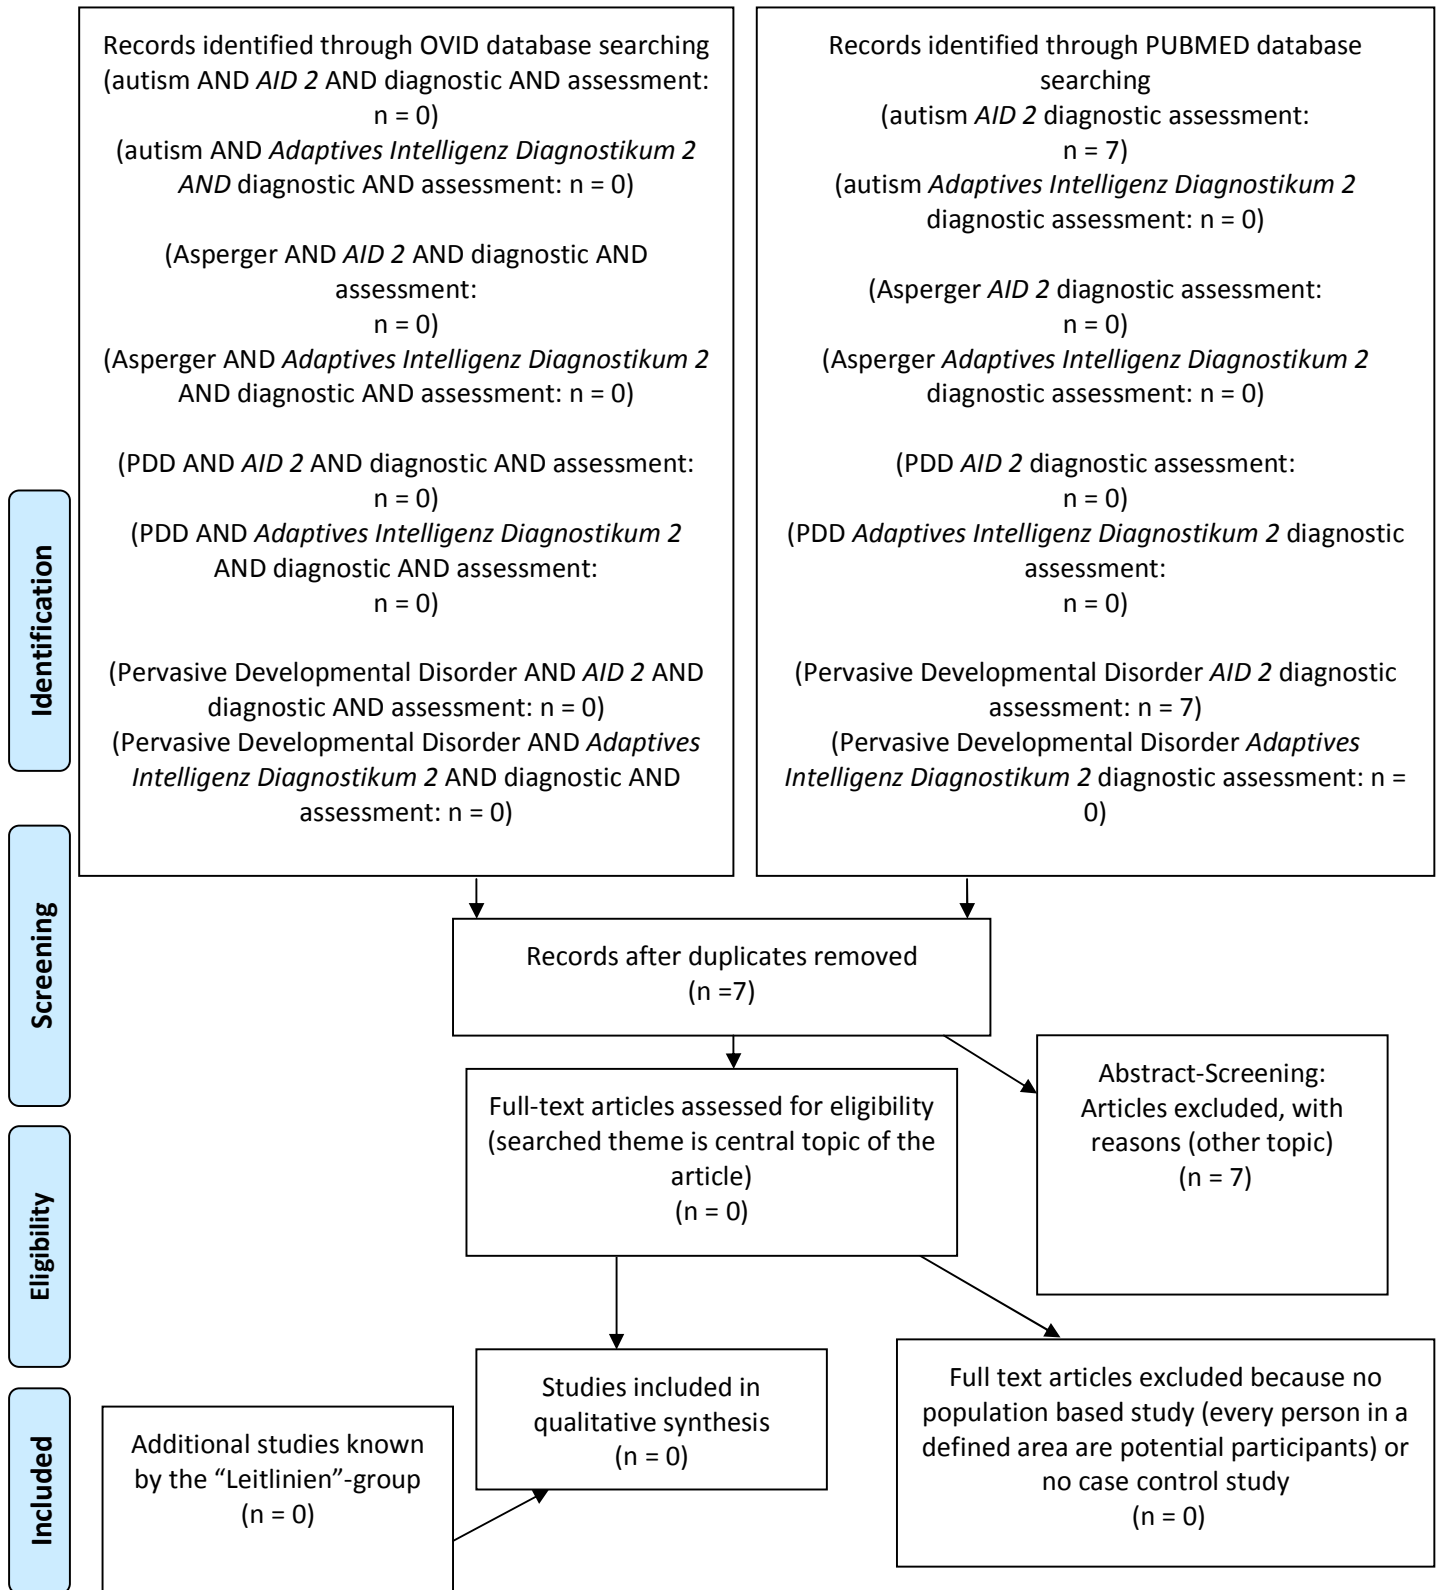 Records identified through OVID database searching
(autism AND AID 2 AND diagnostic AND assessment:
n = 0)
(autism AND Adaptives Intelligenz Diagnostikum 2
AND diagnostic AND assessment: n = 0)
(Asperger AND AID 2 AND diagnostic AND
assessment:
n = 0)
(Asperger AND Adaptives Intelligenz Diagnostikum 2
AND diagnostic AND assessment: n = 0)
(PDD AND AID 2 AND diagnostic AND assessment:
n = 0)
(PDD AND Adaptives Intelligenz Diagnostikum 2
AND diagnostic AND assessment:
n = 0)
(Pervasive Developmental Disorder AND AID 2 AND
diagnostic AND assessment: n = 0)
(Pervasive Developmental Disorder AND Adaptives
Intelligenz Diagnostikum 2 AND diagnostic AND
assessment: n = 0)
Records identified through PUBMED database
searching
(autism AID 2 diagnostic assessment:
n = 7)
(autism Adaptives Intelligenz Diagnostikum 2
diagnostic assessment: n = 0)
(Asperger AID 2 diagnostic assessment:
n = 0)
(Asperger Adaptives Intelligenz Diagnostikum 2
diagnostic assessment: n = 0)
(PDD AID 2 diagnostic assessment:
n = 0)
(PDD Adaptives Intelligenz Diagnostikum 2 diagnostic
assessment:
n = 0)
(Pervasive Developmental Disorder AID 2 diagnostic
assessment: n = 7)
(Pervasive Developmental Disorder Adaptives
Intelligenz Diagnostikum 2 diagnostic assessment: n =
0)
Identification
Screening
Records after duplicates removed
(n =7)
Abstract-Screening:
Articles excluded, with
reasons (other topic)
(n = 7)
Full-text articles assessed for eligibility
(searched theme is central topic of the
article)
(n = 0)
Eligibility
Studies included in
qualitative synthesis
(n = 0)
Full text articles excluded because no
population based study (every person in a
defined area are potential participants) or
no case control study
(n = 0)
Included
Additional studies known
by the “Leitlinien”-group
(n = 0)